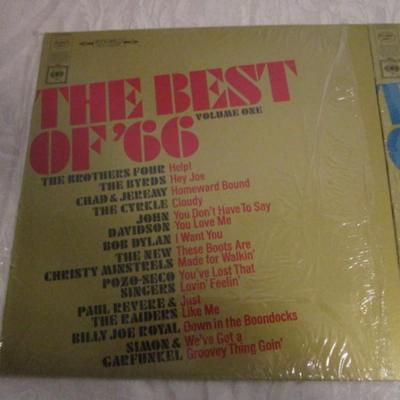 THE BEST
OF '66 VOLUME ONE
THE BROTHERS FOUR Help!
THE BYRDS Hey Joe
CHAD & JEREMY Homeward Bound
THE CYRKLE Cloudy
JOHN You Don't Have To Say
DAVIDSON You Love Me
BOB DYLAN I Want You
THE NEW These Boots Are
CHRISTY MINSTRELS Made for Walkin'
POZO-SECO You've Lost That
SINGERS Lovin' Feelin'
PAUL REVERE & Just
THE RAIDERS Like Me
BILLY JOE ROYAL Down in the Boondocks
SIMON & We've Got a
GARFUNKEL Groovey Thing Goin'